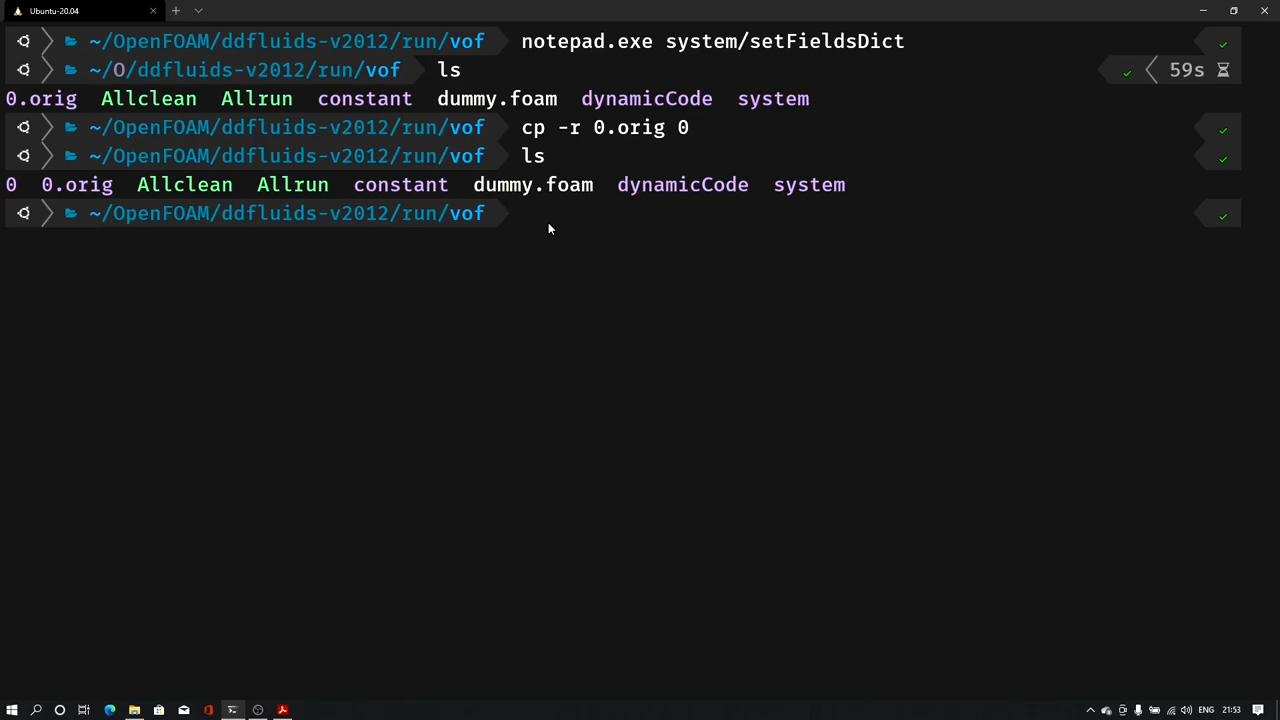 Ubuntu-20.04
~/OpenFOAM/ddfluids-v2012/run/vof notepad.exe system/setFieldsDict
~/O/ddfluids-v2012/run/vof ls 59s
0.orig Allclean Allrun constant dummy.foam dynamicCode system
~/OpenFOAM/ddfluids-v2012/run/vof cp -r 0.orig 0
~/OpenFOAM/ddfluids-v2012/run/vof ls
0 0.orig Allclean Allrun constant dummy.foam dynamicCode system
~/OpenFOAM/ddfluids-v2012/run/vof
ENG 21:53